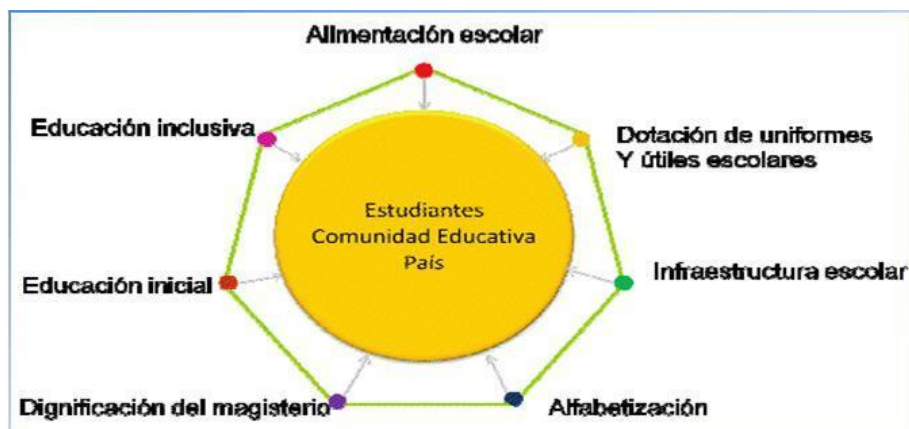 Alimentación escolar
Educación inclusiva
Dotación de uniformes
Y útiles escolares
Estudiantes
Comunidad Educativa
País
Educación inicial
Infraestructura escolar
Dignificación del magisterio
Alfabetización